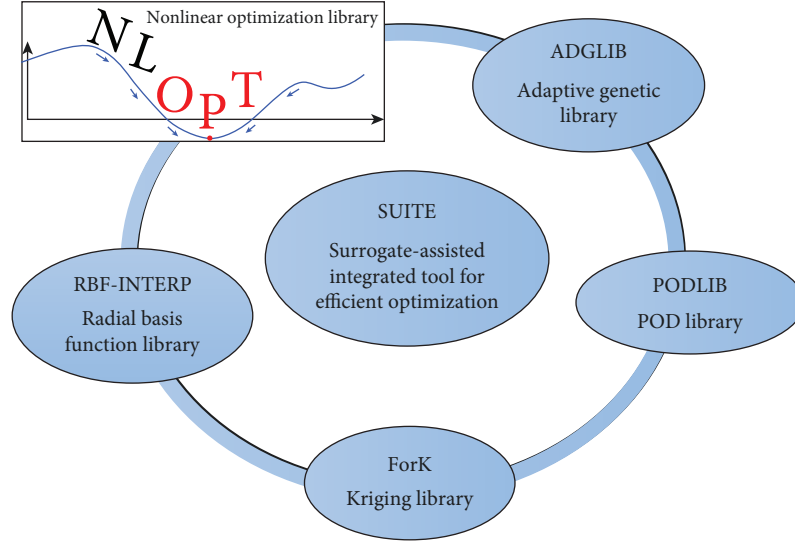 Nonlinear optimization library
NLOPT
ADGLIB
Adaptive genetic
library
SUITE
Surrogate-assisted
integrated tool for
efficient optimization
RBF-INTERP
Radial basis
function library
PODLIB
POD library
ForK
Kriging library